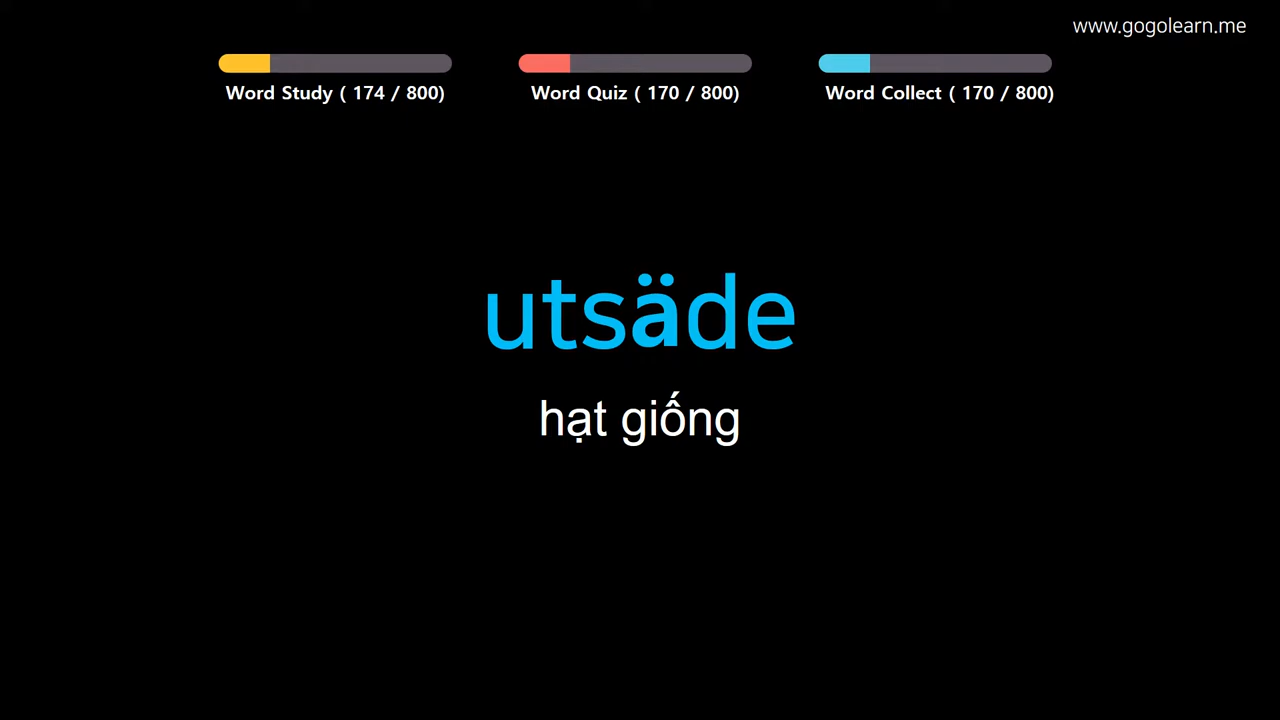 www.gogolearn.me
Word Study ( 174 / 800)
Word Quiz ( 170 / 800)
Word Collect ( 170 / 800)
utsäde
hạt giống